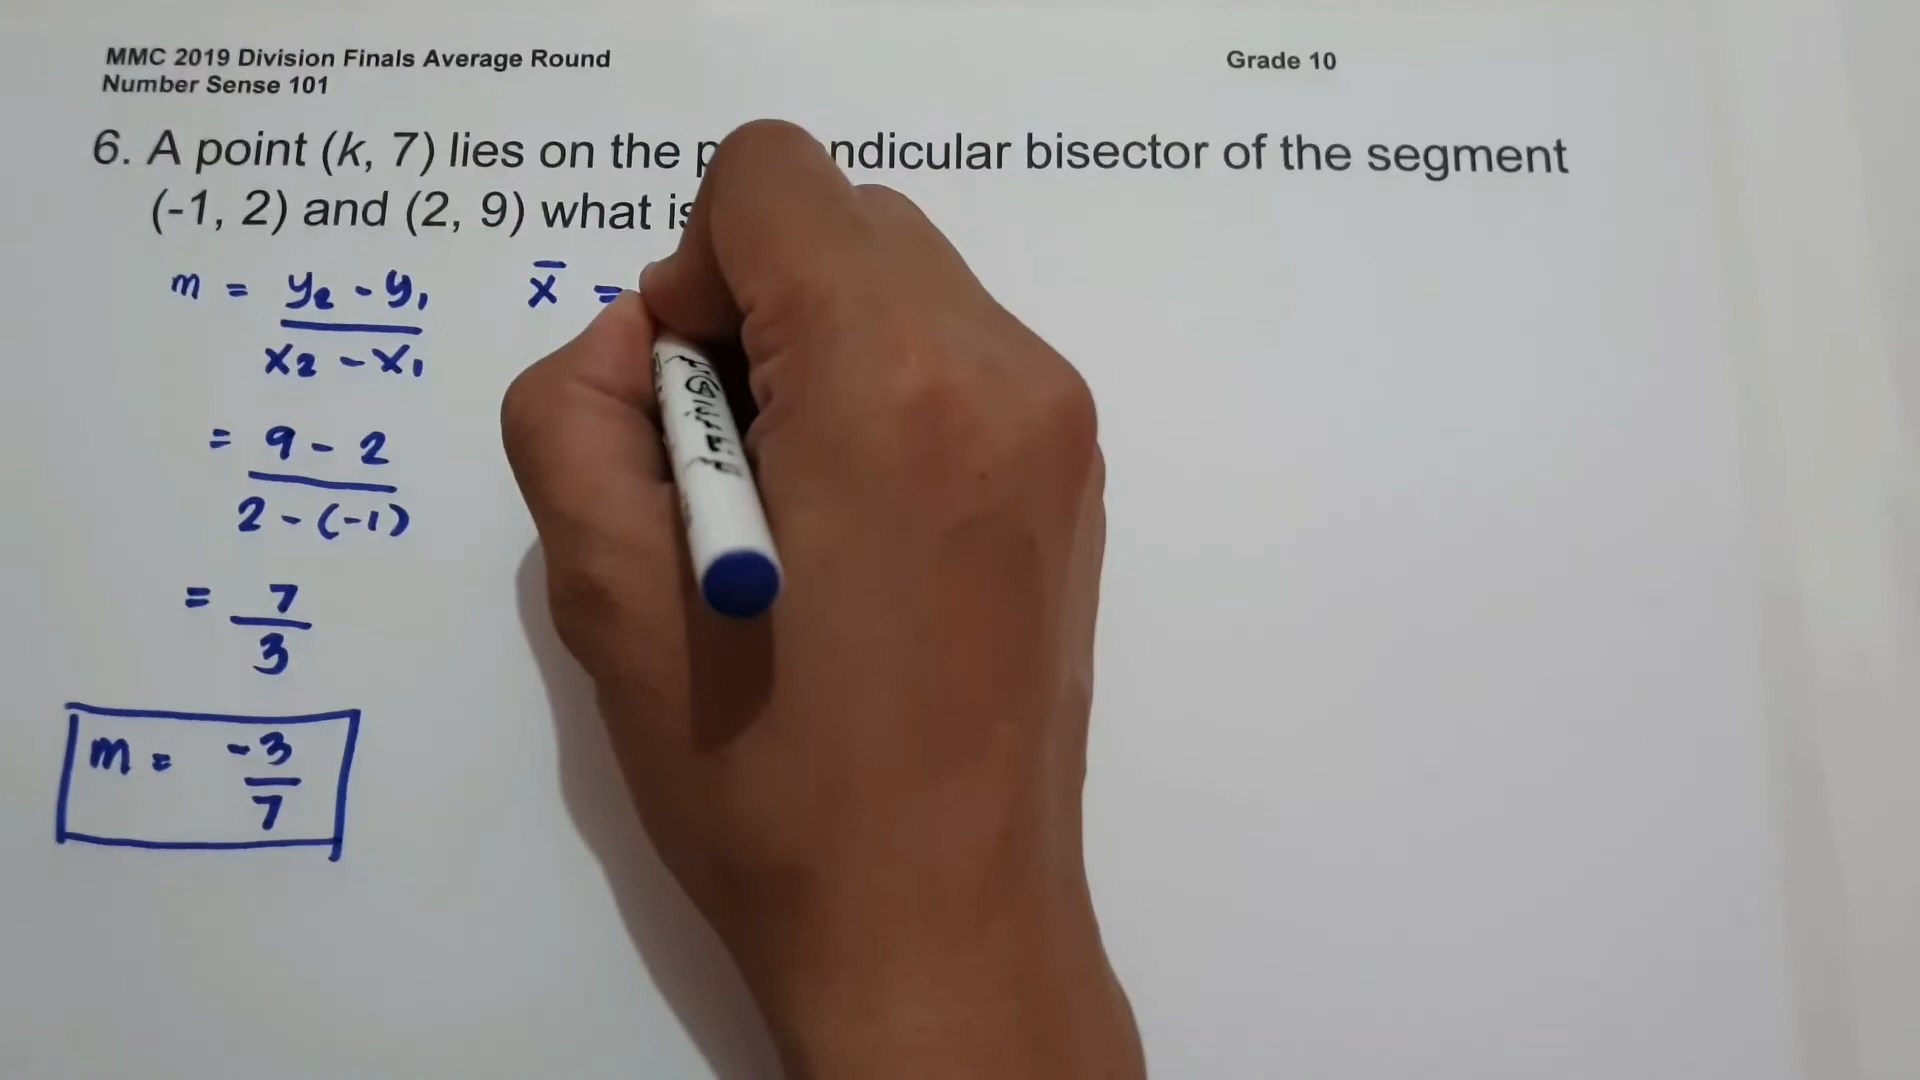 MMC 2019 Division Finals Average Round
Grade 10
Number Sense 101
6. A point (k, 7) lies on the bisector of the segment
(-1, 2) and (2, 9) what
m = y₂ - y₁
x₂ - x₁
= 9 - 2
2 - (-1)
= 7
3
m = -3
7
x̄ =